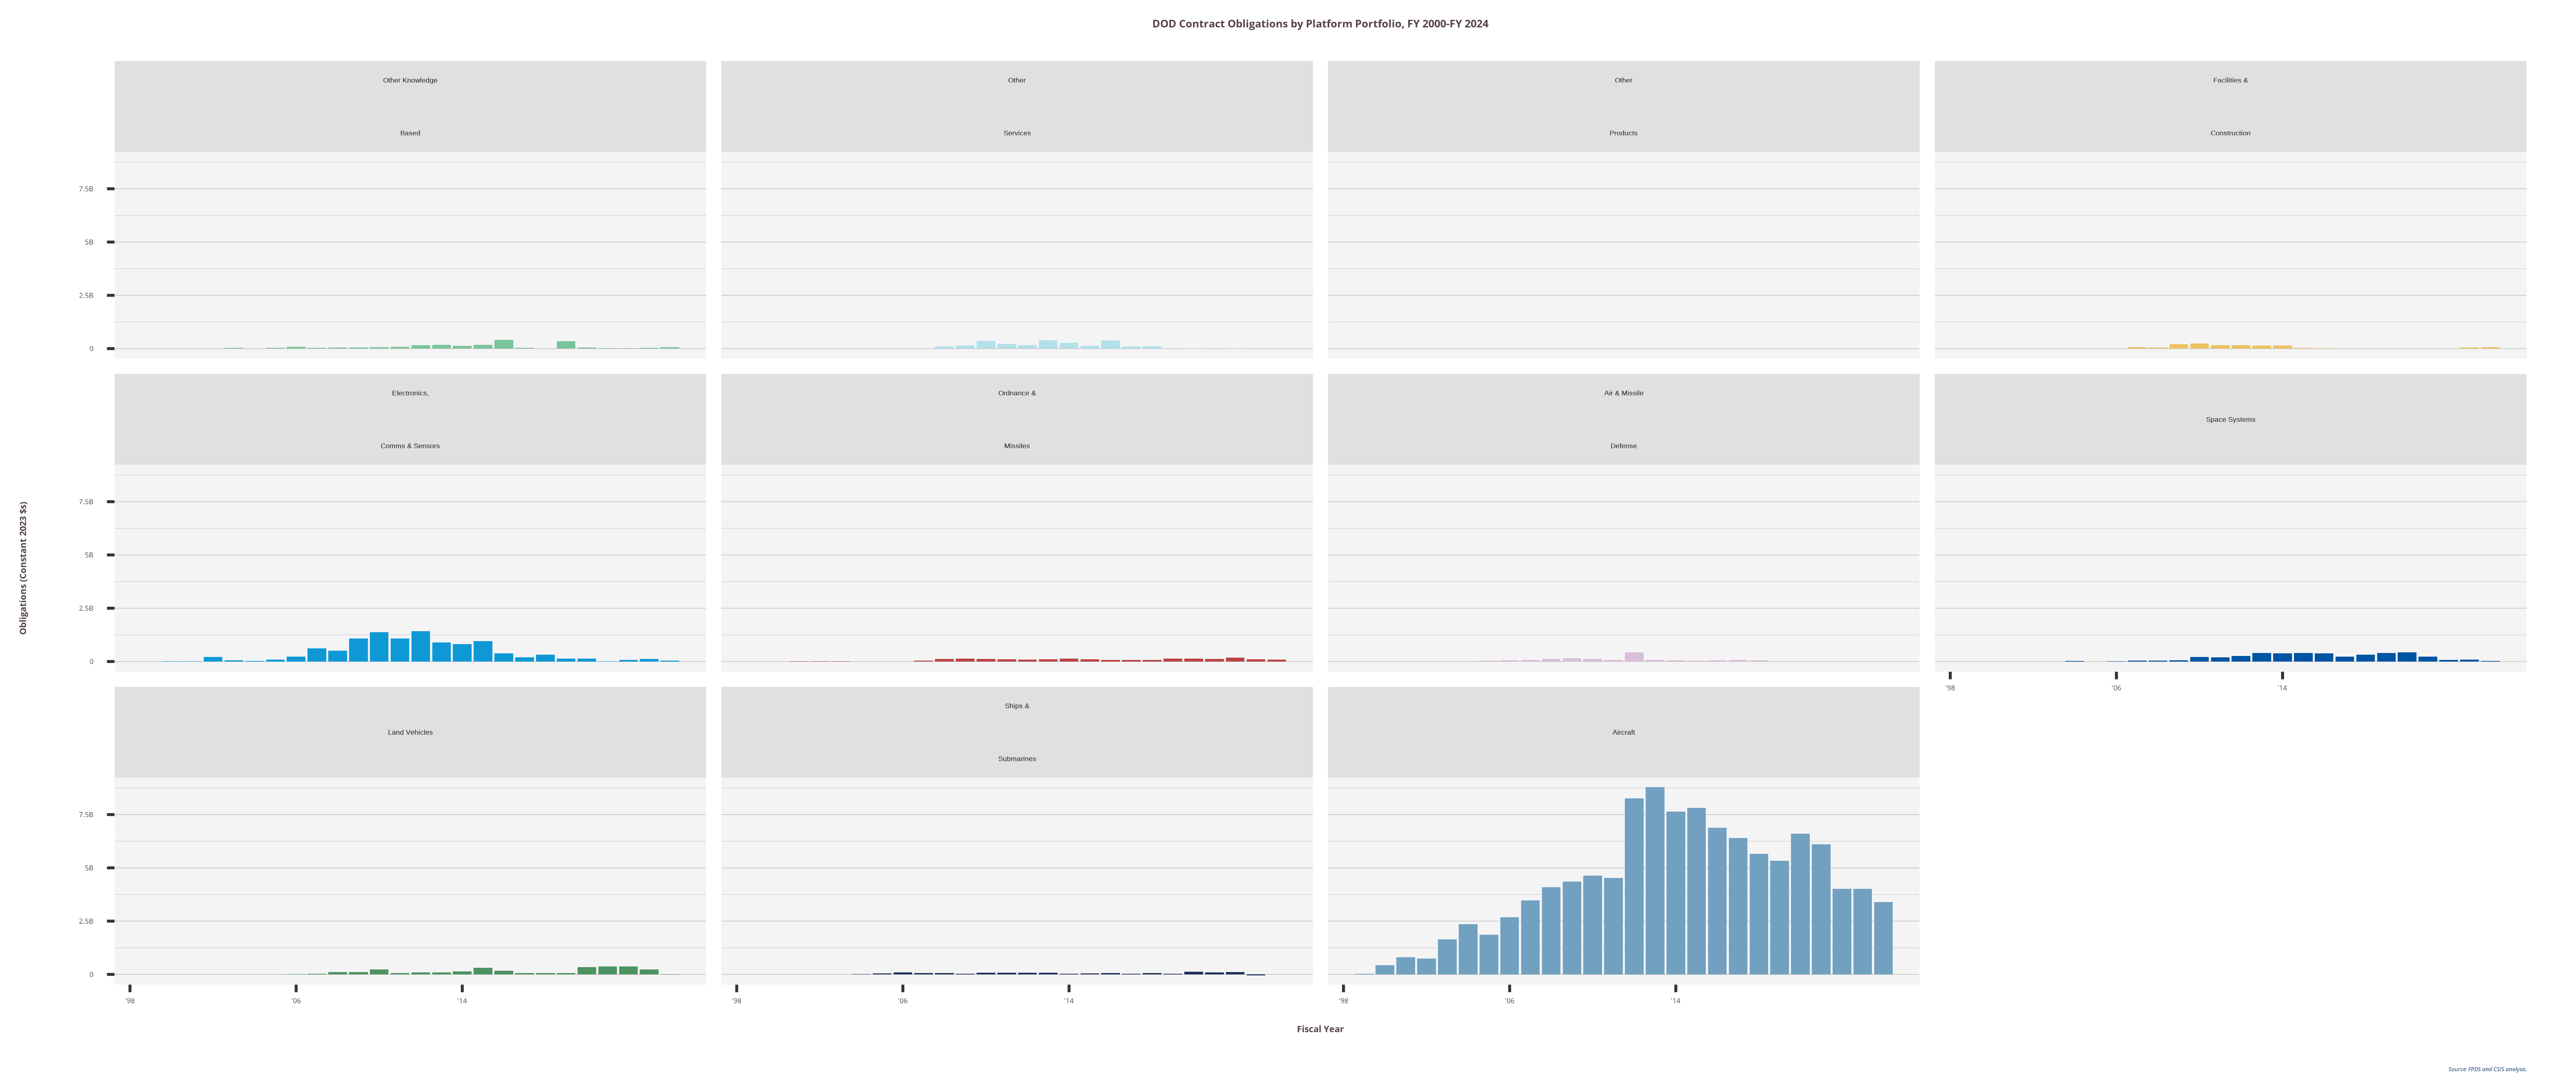 DOD Contract Obligations by Platform Portfolio, FY 2000-FY 2024
Other Knowledge
Based
Other
Services
Other
Products
Facilities &
Construction
7.5B
5B
2.5B
0
Electronics,
Comms & Sensors
Ordnance &
Missiles
Air & Missile
Defense
Space Systems
7.5B
5B
2.5B
0
'98
'06
'14
Land Vehicles
Ships &
Submarines
Aircraft
7.5B
5B
2.5B
0
'98
'06
'14
'98
'06
'14
'98
'06
'14
Obligations (Constant 2023 $s)
Fiscal Year
Source: FPDS and CSIS analysis.